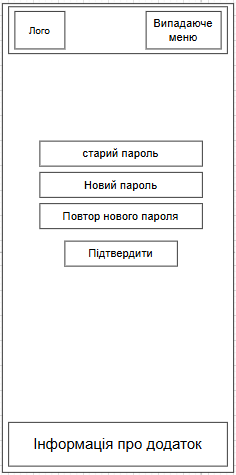 Лого
Випадаюче
меню
старий пароль
Новий пароль
Повтор нового пароля
Підтвердити
Інформація про додаток